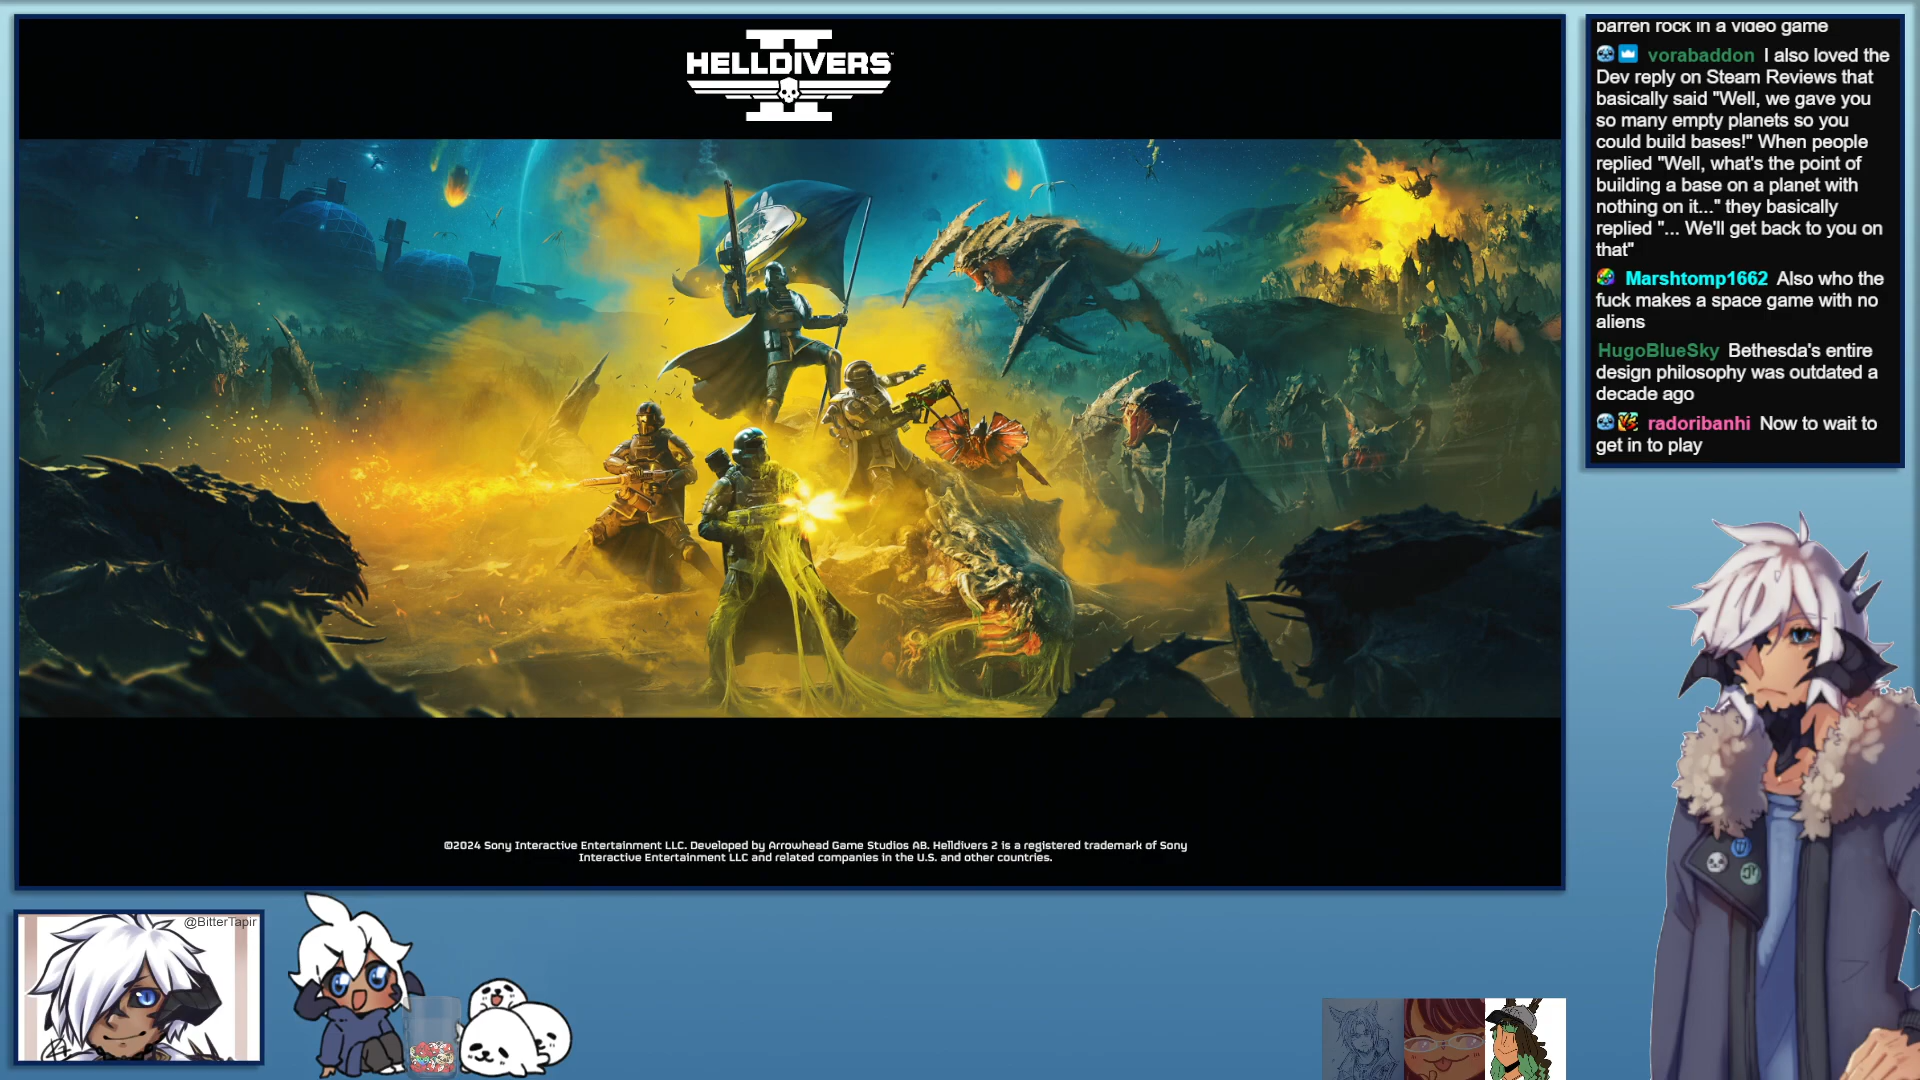 HELLDIVERS
II
©2024 Sony Interactive Entertainment LLC. Developed by Arrowhead Game Studios AB. Helldivers 2 is a registered trademark of Sony
Interactive Entertainment LLC and related companies in the U.S. and other countries.
barren rock in a video game
vorabaddon I also loved the
Dev reply on Steam Reviews that
basically said "Well, we gave you
so many empty planets so you
could build bases!" When people
replied "Well, what's the point of
building a base on a planet with
nothing on it..." they basically
replied "... We'll get back to you on
that"
Marshtomp1662 Also who the
fuck makes a space game with no
aliens
HugoBlueSky Bethesda's entire
design philosophy was outdated a
decade ago
radoribanhi Now to wait to
get in to play
@BitterTapir